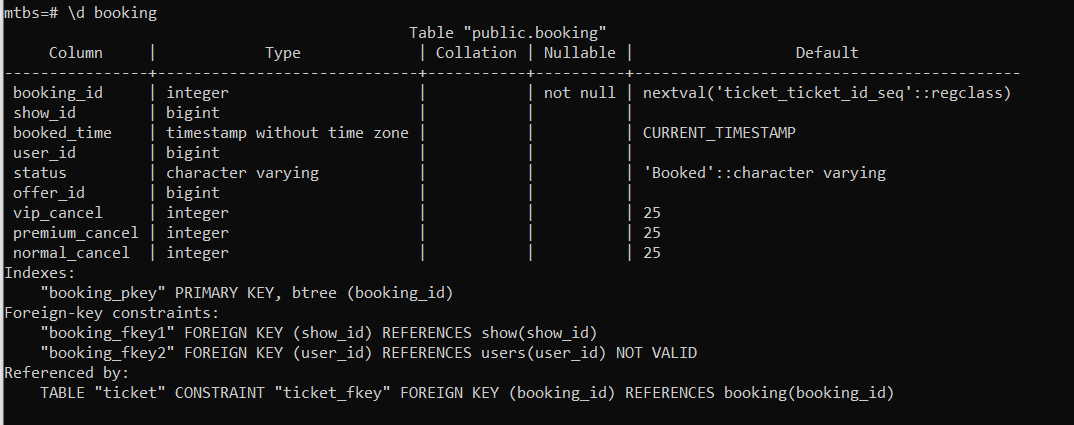 mtbs=# \d booking
                                             Table "public.booking"
     Column     |            Type             | Collation | Nullable |                  Default
----------------+-----------------------------+-----------+----------+--------------------------------------------
 booking_id     | integer                     |           | not null | nextval('ticket_ticket_id_seq'::regclass)
 show_id        | bigint                      |           |          |
 booked_time    | timestamp without time zone |           |          | CURRENT_TIMESTAMP
 user_id        | bigint                      |           |          |
 status         | character varying           |           |          | 'Booked'::character varying
 offer_id       | bigint                      |           |          |
 vip_cancel     | integer                     |           |          | 25
 premium_cancel | integer                     |           |          | 25
 normal_cancel  | integer                     |           |          | 25
Indexes:
    "booking_pkey" PRIMARY KEY, btree (booking_id)
Foreign-key constraints:
    "booking_fkey1" FOREIGN KEY (show_id) REFERENCES show(show_id)
    "booking_fkey2" FOREIGN KEY (user_id) REFERENCES users(user_id) NOT VALID
Referenced by:
    TABLE "ticket" CONSTRAINT "ticket_fkey" FOREIGN KEY (booking_id) REFERENCES booking(booking_id)